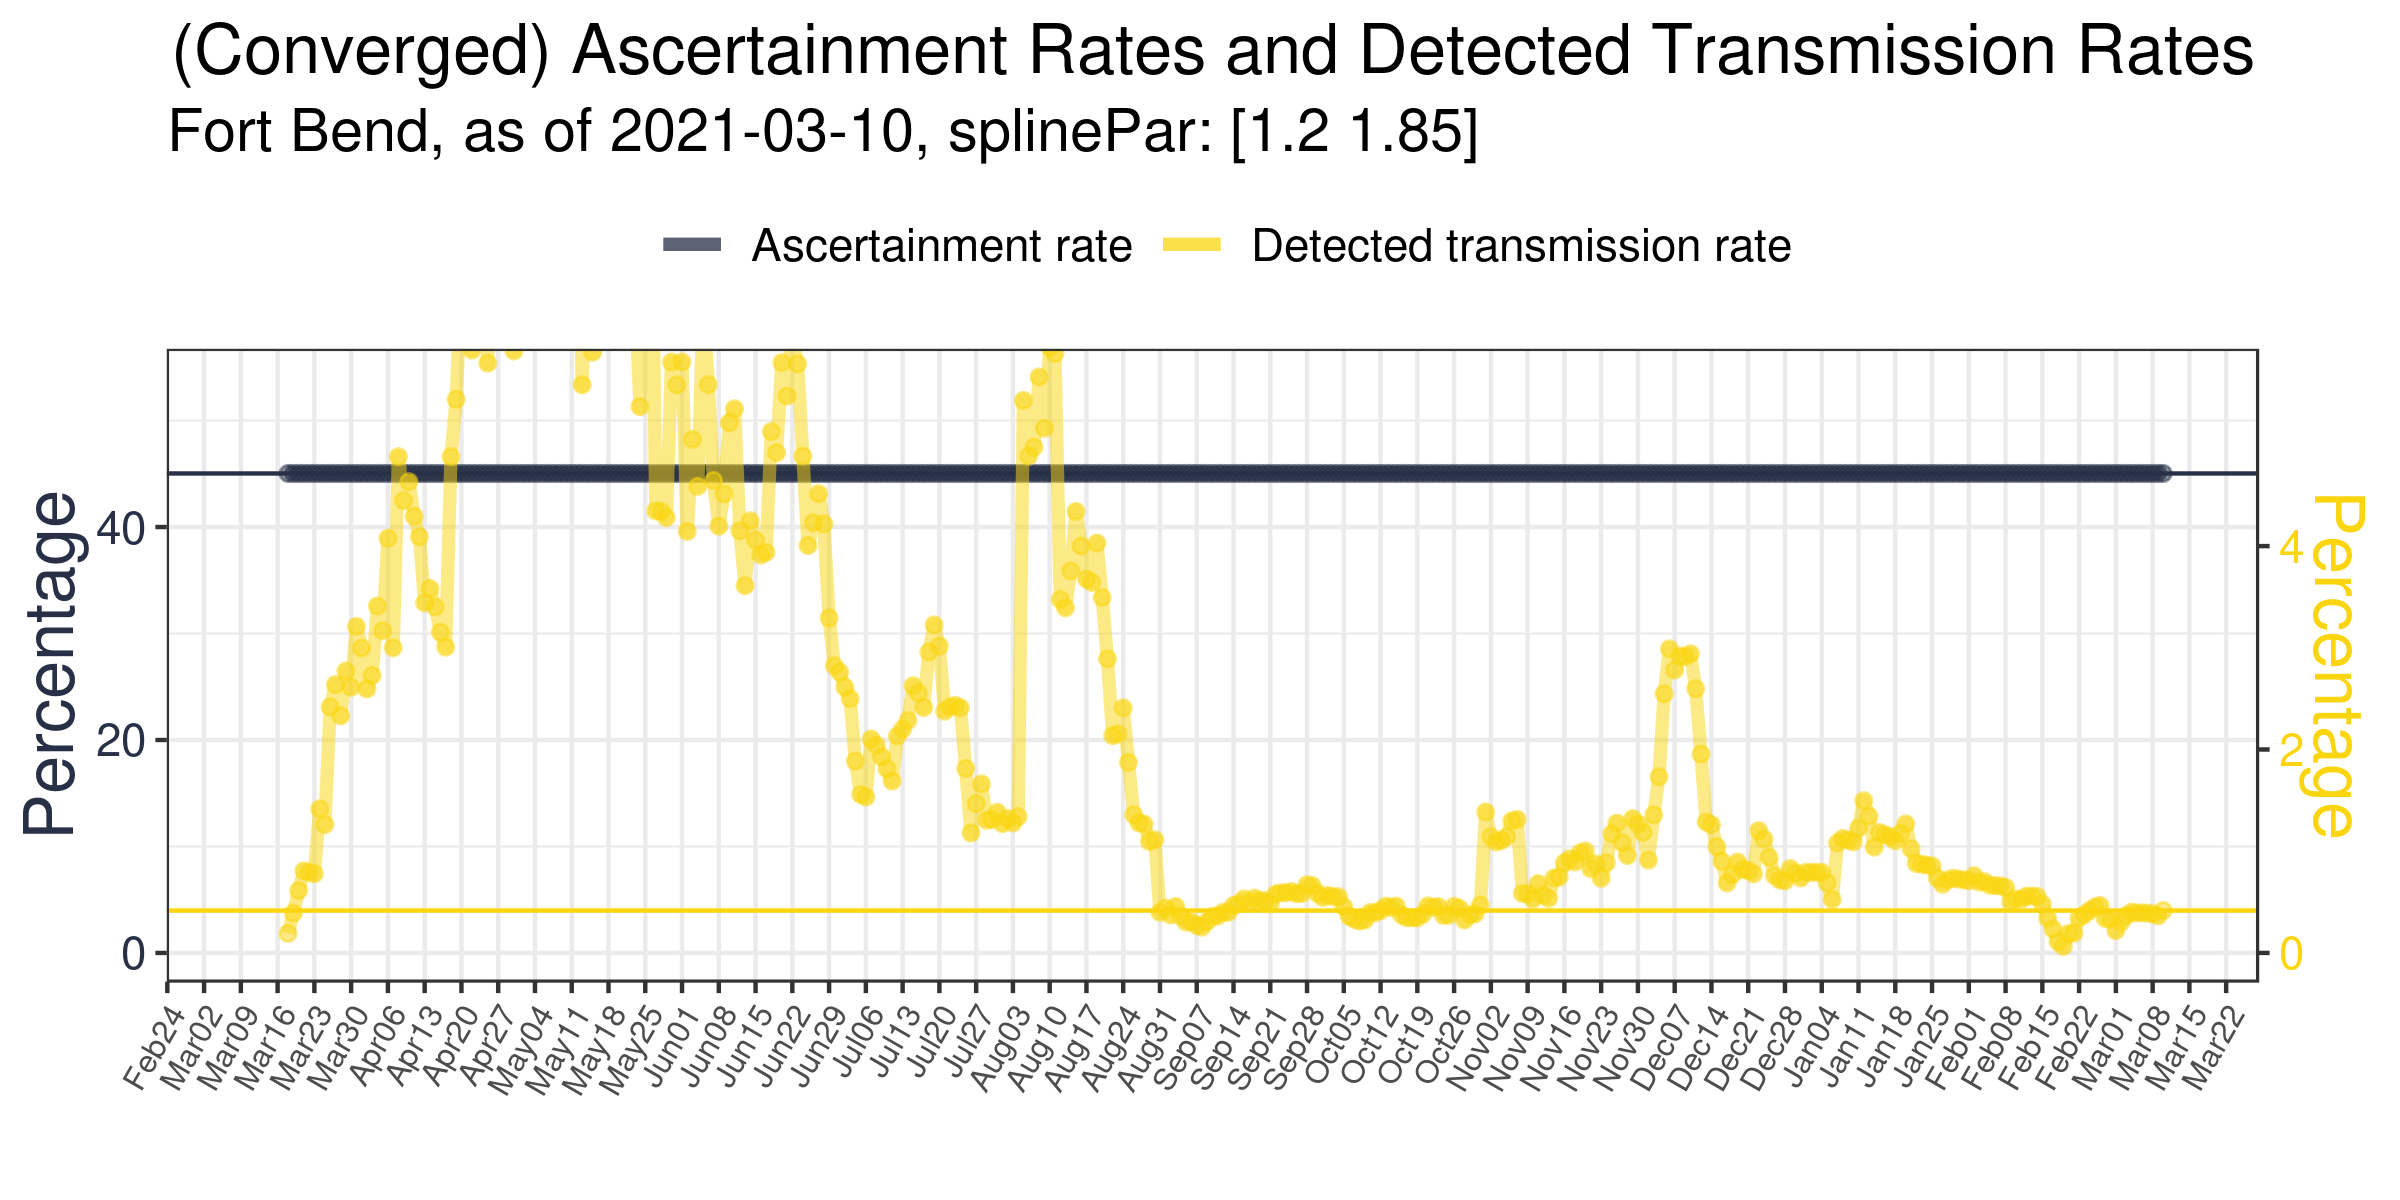 (Converged) Ascertainment Rates and Detected Transmission Rates
Fort Bend, as of 2021-03-10, splinePar: [1.2 1.85]
Ascertainment rate
Detected transmission rate
Percentage
40
20
0
4
2
0
Percentage
Feb24
Mar02
Mar09
Mar16
Mar23
Mar30
Apr06
Apr13
Apr20
Apr27
May04
May11
May18
May25
Jun01
Jun08
Jun15
Jun22
Jun29
Jul06
Jul13
Jul20
Jul27
Aug03
Aug10
Aug17
Aug24
Aug31
Sep07
Sep14
Sep21
Sep28
Oct05
Oct12
Oct19
Oct26
Nov02
Nov09
Nov16
Nov23
Nov30
Dec07
Dec14
Dec21
Dec28
Jan04
Jan11
Jan18
Jan25
Feb01
Feb08
Feb15
Feb22
Mar01
Mar08
Mar15
Mar22